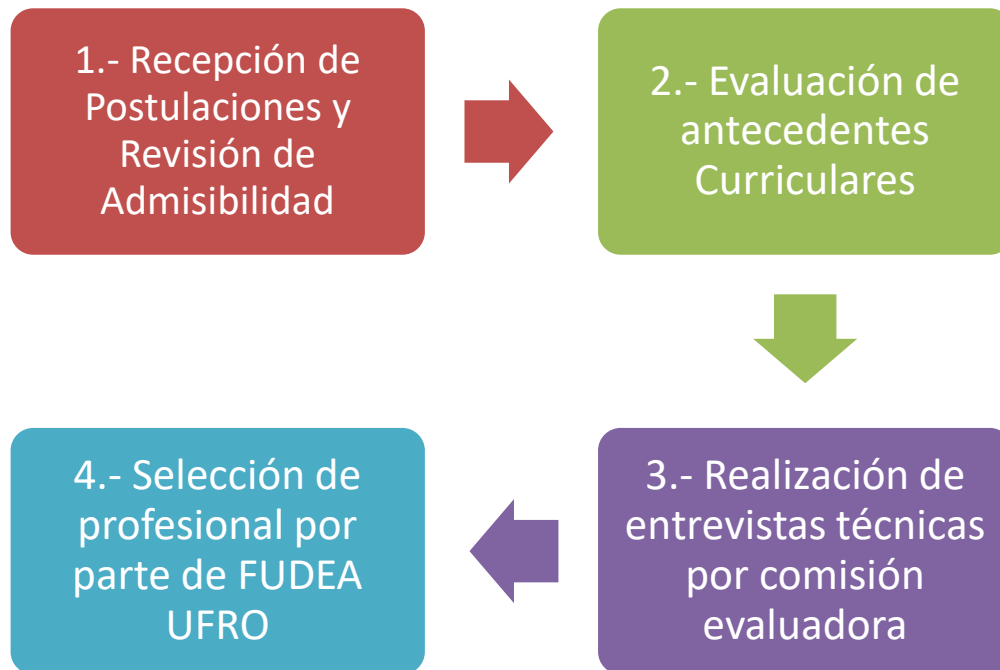 1.- Recepción de
Postulaciones y
Revisión de
Admisibilidad
2.- Evaluación de
antecedentes
Curriculares
3.- Realización de
entrevistas técnicas
por comisión
evaluadora
4.- Selección de
profesional por
parte de FUDEA
UFRO